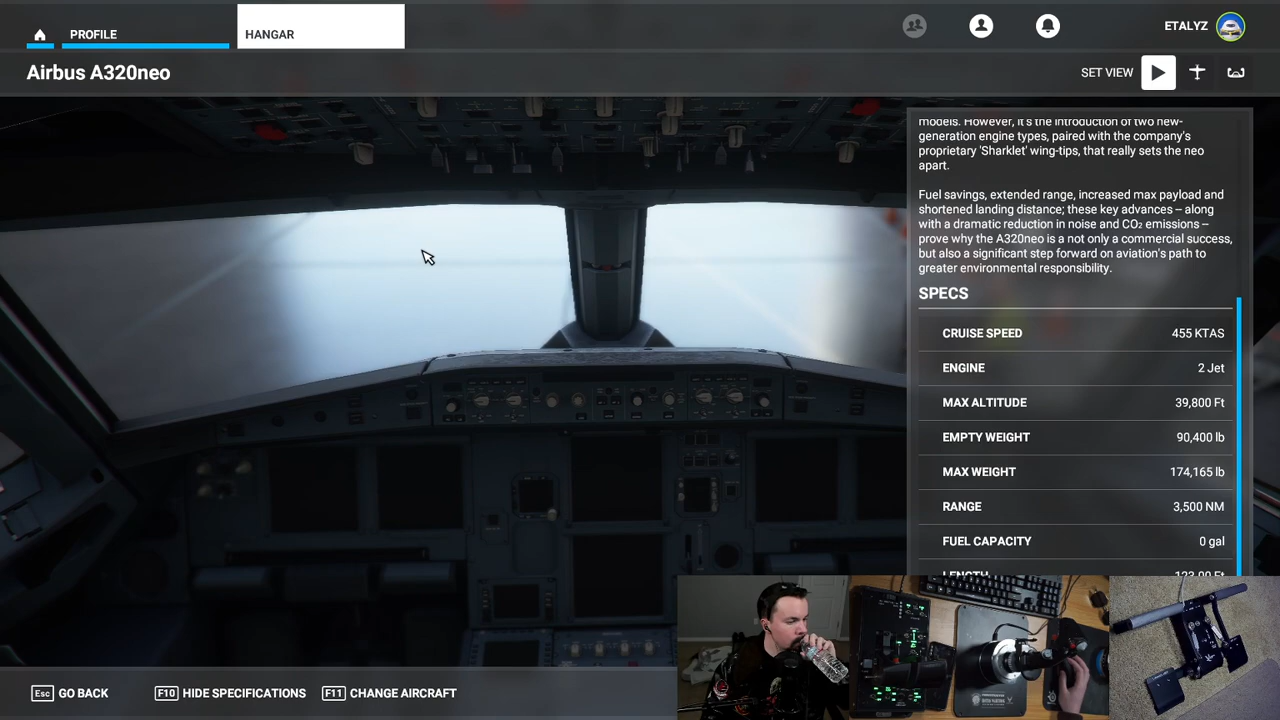 PROFILE
HANGAR
ETALYZ
Airbus A320neo
SET VIEW
models. However, it's the introduction of two new-
generation engine types, paired with the company's
proprietary 'Sharklet' wing-tips, that really sets the neo
apart.
Fuel savings, extended range, increased max payload and
shortened landing distance; these key advances – along
with a dramatic reduction in noise and CO₂ emissions –
prove why the A320neo is a not only a commercial success,
but also a significant step forward on aviation's path to
greater environmental responsibility.
SPECS
CRUISE SPEED 455 KTAS
ENGINE 2 Jet
MAX ALTITUDE 39,800 Ft
EMPTY WEIGHT 90,400 lb
MAX WEIGHT 174,165 lb
RANGE 3,500 NM
FUEL CAPACITY 0 gal
LENGTH 123.00 Ft
Esc GO BACK
F10 HIDE SPECIFICATIONS
F11 CHANGE AIRCRAFT